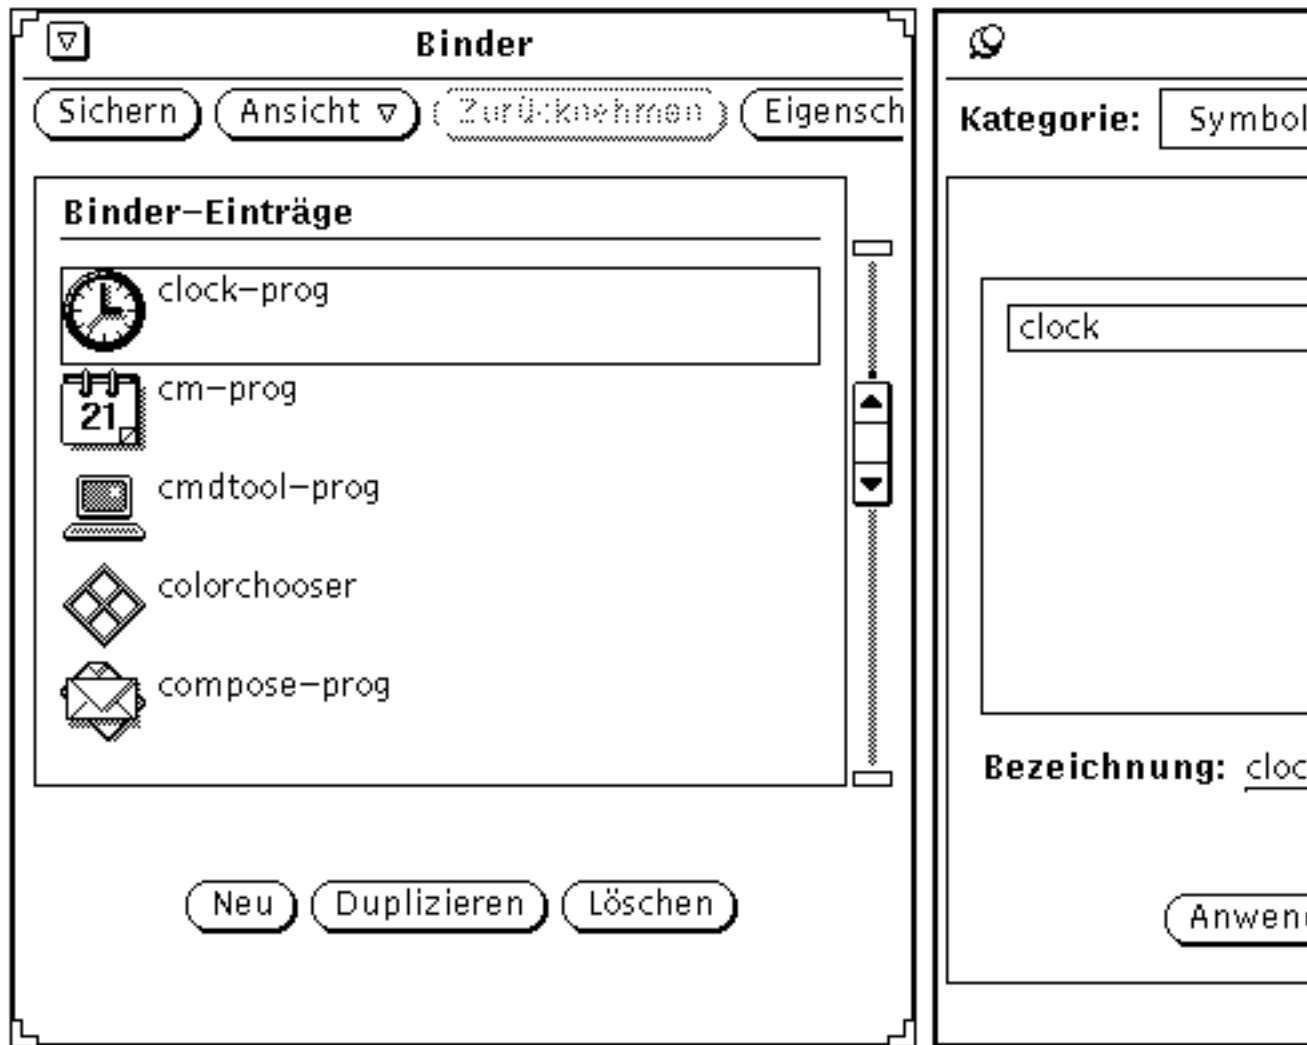 Binder
Sichern Ansicht Zurücknehmen Eigensch
Binder-Einträge
clock-prog
cm-prog
21
cmdtool-prog
colorchooser
compose-prog
Neu Duplizieren Löschen
Kategorie: Symbol
clock
Bezeichnung: cloc
Anwen